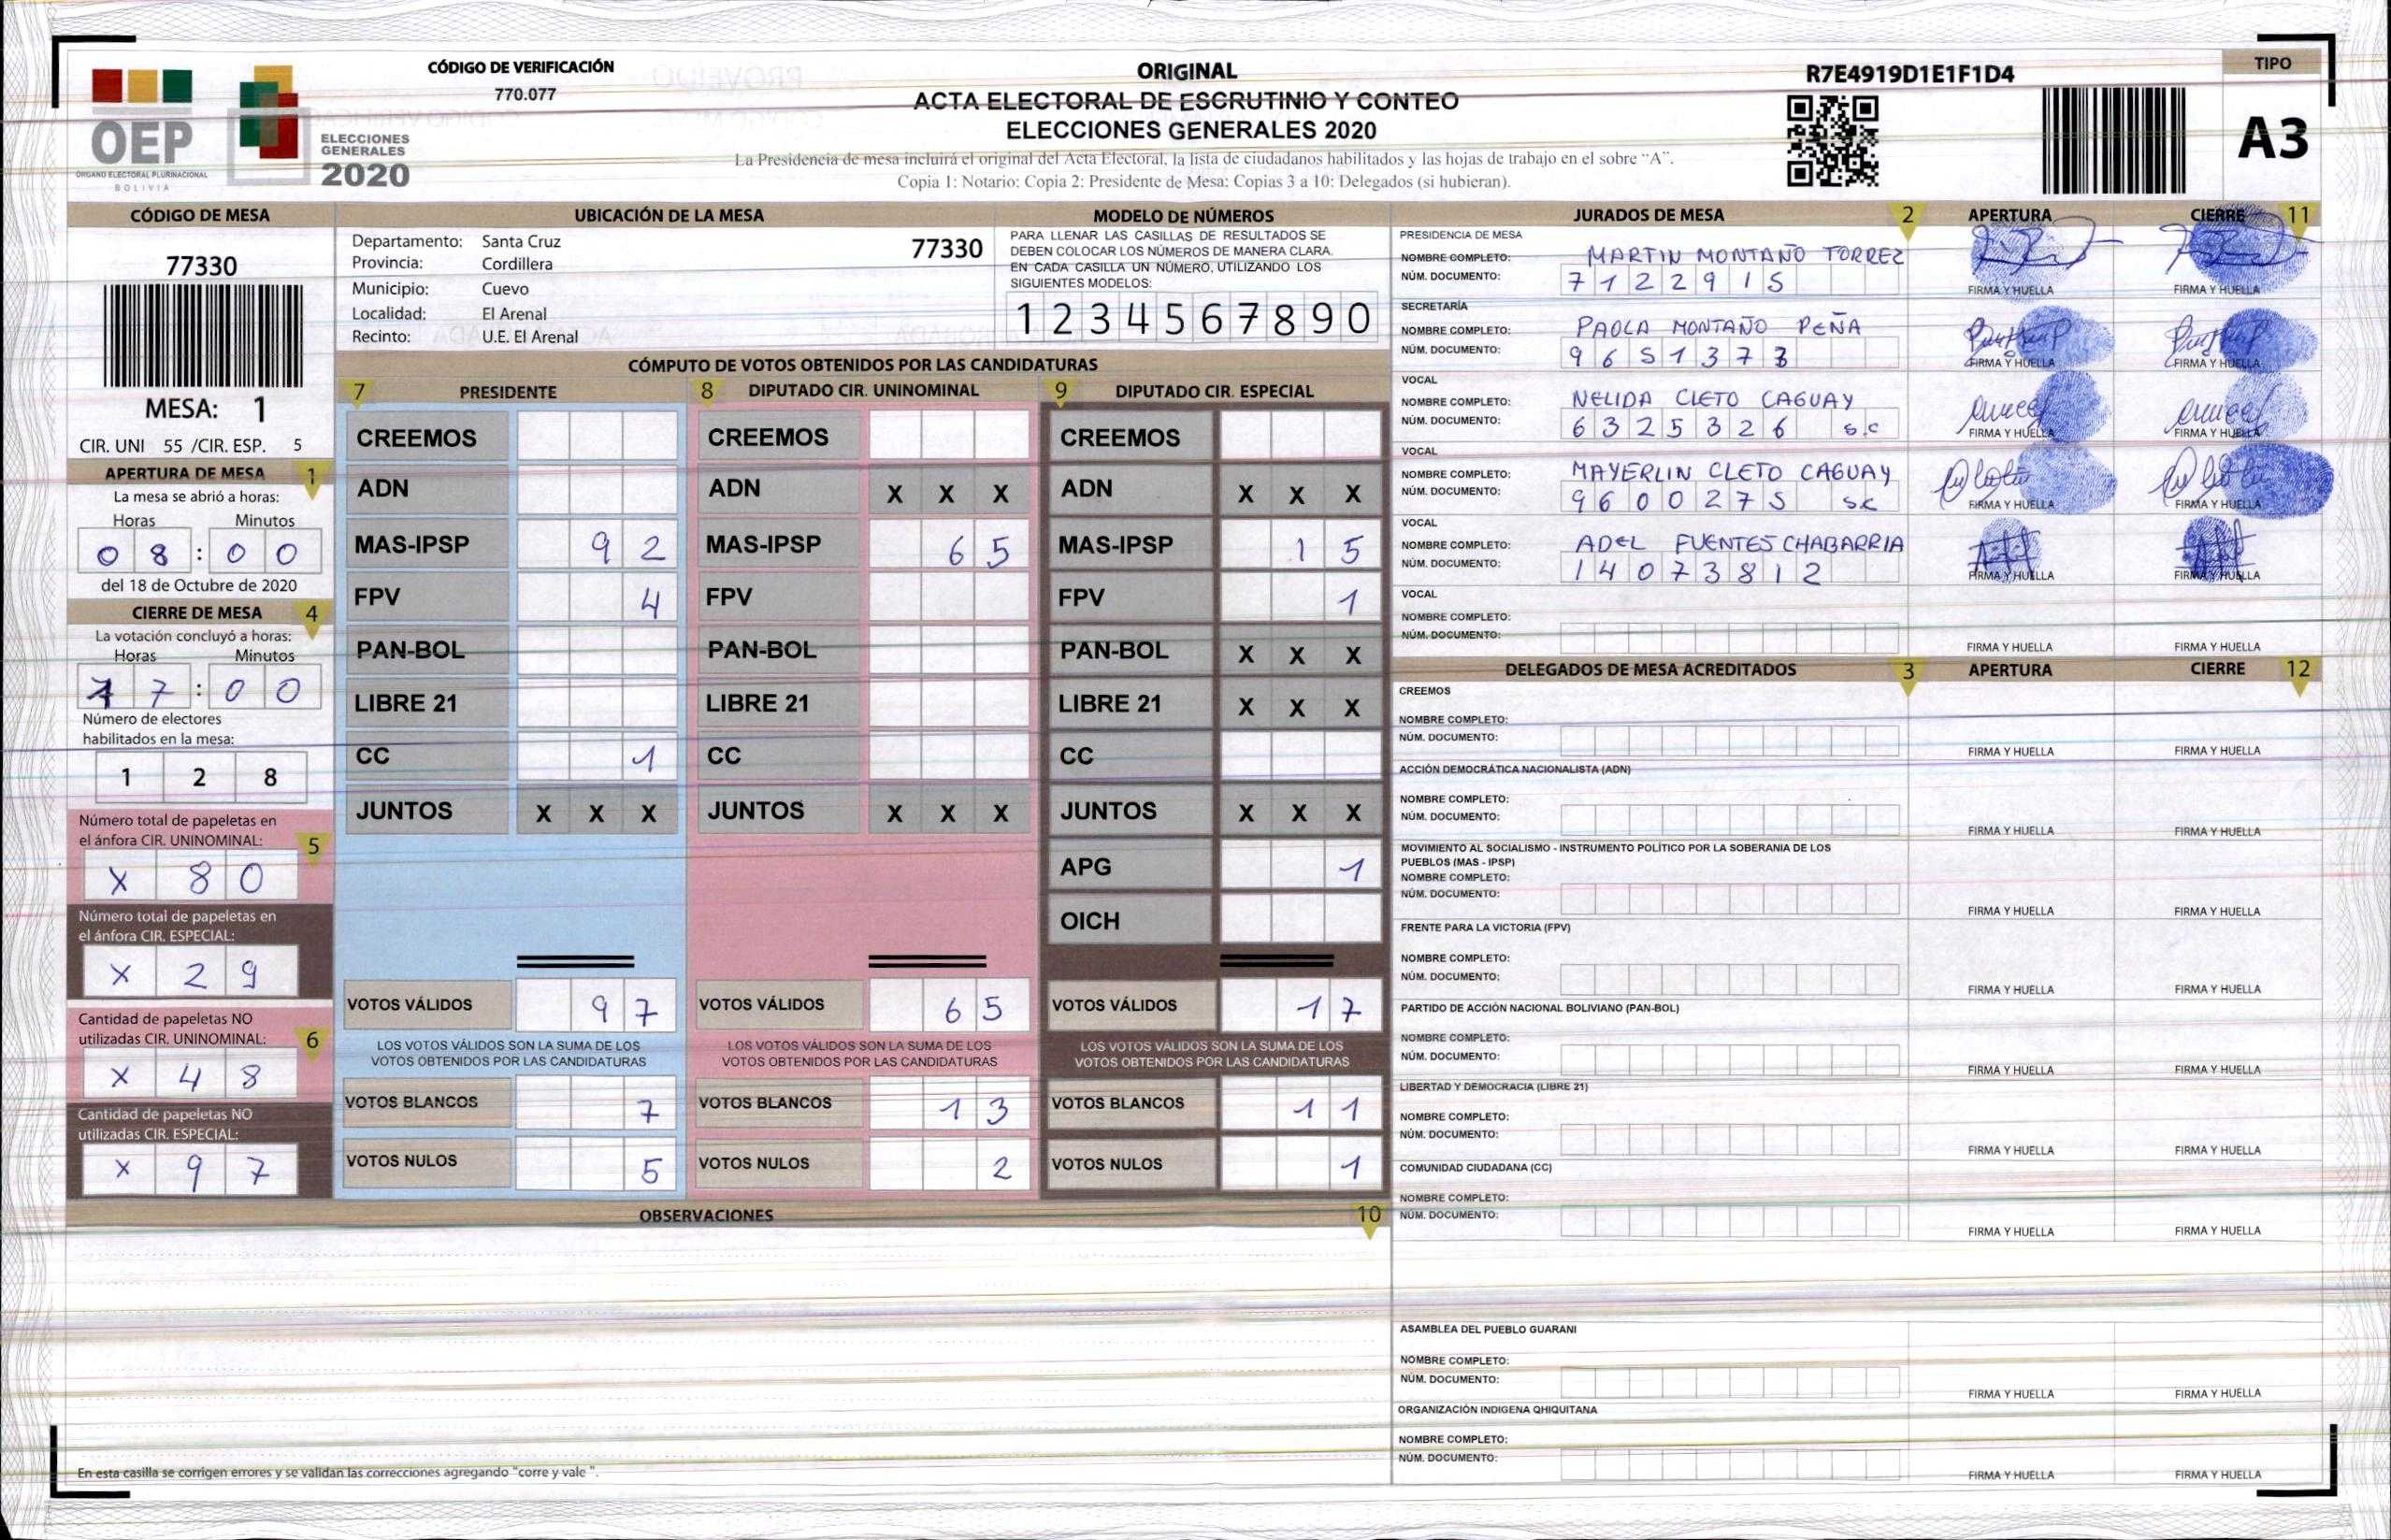 CÓDIGO DE VERIFICACIÓN
770.077
OEP
ÓRGANO ELECTORAL PLURINACIONAL
BOLIVIA
ELECCIONES
GENERALES
2020
ORIGINAL
ACTA ELECTORAL DE ESCRUTINIO Y CONTEO
ELECCIONES GENERALES 2020
La Presidencia de mesa incluirá el original del Acta Electoral, la lista de ciudadanos habilitados y las hojas de trabajo en el sobre "A".
Copia 1: Notario: Copia 2: Presidente de Mesa: Copias 3 a 10: Delegados (si hubieran).
R7E4919D1E1F1D4
TIPO
A3
CÓDIGO DE MESA
77330
MESA: 1
CIR. UNI 55 /CIR. ESP. 5
APERTURA DE MESA 1
La mesa se abrió a horas:
Horas Minutos
0 8 : 0 0
del 18 de Octubre de 2020
CIERRE DE MESA 4
La votación concluyó a horas:
Horas Minutos
1 7 : 0 0
Número de electores
habilitados en la mesa:
1 2 8
Número total de papeletas en
el ánfora CIR. UNINOMINAL: 5
X 8 0
Número total de papeletas en
el ánfora CIR. ESPECIAL:
X 2 9
Cantidad de papeletas NO
utilizadas CIR. UNINOMINAL: 6
X 4 8
Cantidad de papeletas NO
utilizadas CIR. ESPECIAL:
X 9 7
UBICACIÓN DE LA MESA
Departamento: Santa Cruz 77330
Provincia: Cordillera
Municipio: Cuevo
Localidad: El Arenal
Recinto: U.E. El Arenal
MODELO DE NÚMEROS
PARA LLENAR LAS CASILLAS DE RESULTADOS SE
DEBEN COLOCAR LOS NÚMEROS DE MANERA CLARA.
EN CADA CASILLA UN NÚMERO, UTILIZANDO LOS
SIGUIENTES MODELOS:
1 2 3 4 5 6 7 8 9 0
CÓMPUTO DE VOTOS OBTENIDOS POR LAS CANDIDATURAS
7 PRESIDENTE
CREEMOS
ADN
MAS-IPSP 9 2
FPV 4
PAN-BOL
LIBRE 21
CC 1
JUNTOS X X X
VOTOS VÁLIDOS 9 7
LOS VOTOS VÁLIDOS SON LA SUMA DE LOS
VOTOS OBTENIDOS POR LAS CANDIDATURAS
VOTOS BLANCOS 7
VOTOS NULOS 5
8 DIPUTADO CIR. UNINOMINAL
CREEMOS
ADN X X X
MAS-IPSP 6 5
FPV
PAN-BOL
LIBRE 21
CC
JUNTOS X X X
VOTOS VÁLIDOS 6 5
LOS VOTOS VÁLIDOS SON LA SUMA DE LOS
VOTOS OBTENIDOS POR LAS CANDIDATURAS
VOTOS BLANCOS 1 3
VOTOS NULOS 2
9 DIPUTADO CIR. ESPECIAL
CREEMOS
ADN X X X
MAS-IPSP 1 5
FPV 1
PAN-BOL X X X
LIBRE 21 X X X
CC
JUNTOS X X X
APG 1
OICH
VOTOS VÁLIDOS 1 7
LOS VOTOS VÁLIDOS SON LA SUMA DE LOS
VOTOS OBTENIDOS POR LAS CANDIDATURAS
VOTOS BLANCOS 1 1
VOTOS NULOS 1
OBSERVACIONES 10
En esta casilla se corrigen errores y se validan las correcciones agregando "corre y vale ".
JURADOS DE MESA 2 APERTURA CIERRE 11
PRESIDENCIA DE MESA
NOMBRE COMPLETO: MARTIN MONTAÑO TORREZ
NÚM. DOCUMENTO: 7 1 2 2 9 1 5
FIRMA Y HUELLA FIRMA Y HUELLA
SECRETARÍA
NOMBRE COMPLETO: PAOLA MONTAÑO PEÑA
NÚM. DOCUMENTO: 9 6 5 1 3 7 3
FIRMA Y HUELLA FIRMA Y HUELLA
VOCAL
NOMBRE COMPLETO: NELIDA CLETO CAGUAY
NÚM. DOCUMENTO: 6 3 2 5 3 2 6 S.C
FIRMA Y HUELLA FIRMA Y HUELLA
VOCAL
NOMBRE COMPLETO: MAYERLIN CLETO CAGUAY
NÚM. DOCUMENTO: 9 6 0 0 2 7 5 SC
FIRMA Y HUELLA FIRMA Y HUELLA
VOCAL
NOMBRE COMPLETO: ADEL FUENTES CHABARRIA
NÚM. DOCUMENTO: 1 4 0 7 3 8 1 2
FIRMA Y HUELLA FIRMA Y HUELLA
VOCAL
NOMBRE COMPLETO:
NÚM. DOCUMENTO:
FIRMA Y HUELLA FIRMA Y HUELLA
DELEGADOS DE MESA ACREDITADOS 3 APERTURA CIERRE 12
CREEMOS
NOMBRE COMPLETO:
NÚM. DOCUMENTO:
FIRMA Y HUELLA FIRMA Y HUELLA
ACCIÓN DEMOCRÁTICA NACIONALISTA (ADN)
NOMBRE COMPLETO:
NÚM. DOCUMENTO:
FIRMA Y HUELLA FIRMA Y HUELLA
MOVIMIENTO AL SOCIALISMO - INSTRUMENTO POLÍTICO POR LA SOBERANIA DE LOS
PUEBLOS (MAS - IPSP)
NOMBRE COMPLETO:
NÚM. DOCUMENTO:
FIRMA Y HUELLA FIRMA Y HUELLA
FRENTE PARA LA VICTORIA (FPV)
NOMBRE COMPLETO:
NÚM. DOCUMENTO:
FIRMA Y HUELLA FIRMA Y HUELLA
PARTIDO DE ACCIÓN NACIONAL BOLIVIANO (PAN-BOL)
NOMBRE COMPLETO:
NÚM. DOCUMENTO:
FIRMA Y HUELLA FIRMA Y HUELLA
LIBERTAD Y DEMOCRACIA (LIBRE 21)
NOMBRE COMPLETO:
NÚM. DOCUMENTO:
FIRMA Y HUELLA FIRMA Y HUELLA
COMUNIDAD CIUDADANA (CC)
NOMBRE COMPLETO:
NÚM. DOCUMENTO:
FIRMA Y HUELLA FIRMA Y HUELLA
ASAMBLEA DEL PUEBLO GUARANI
NOMBRE COMPLETO:
NÚM. DOCUMENTO:
FIRMA Y HUELLA FIRMA Y HUELLA
ORGANIZACIÓN INDIGENA QHIQUITANA
NOMBRE COMPLETO:
NÚM. DOCUMENTO:
FIRMA Y HUELLA FIRMA Y HUELLA